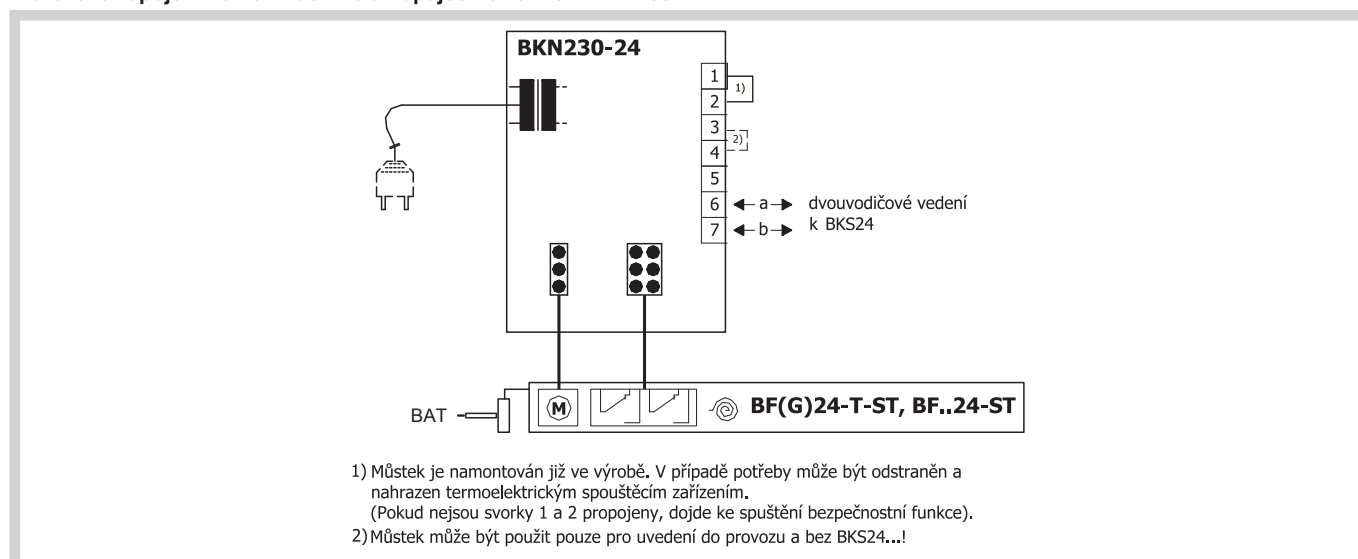 BKN230-24
1
1)
2
3
2)
4
5
6 a dvouvodičové vedení
7 b k BKS24
M
BAT
BF(G)24-T-ST, BF..24-ST
1) Můstek je namontován již ve výrobě. V případě potřeby může být odstraněn a
nahrazen termoelektrickým spouštěcím zařízením.
(Pokud nejsou svorky 1 a 2 propojeny, dojde ke spuštění bezpečnostní funkce).
2) Můstek může být použit pouze pro uvedení do provozu a bez BKS24...!